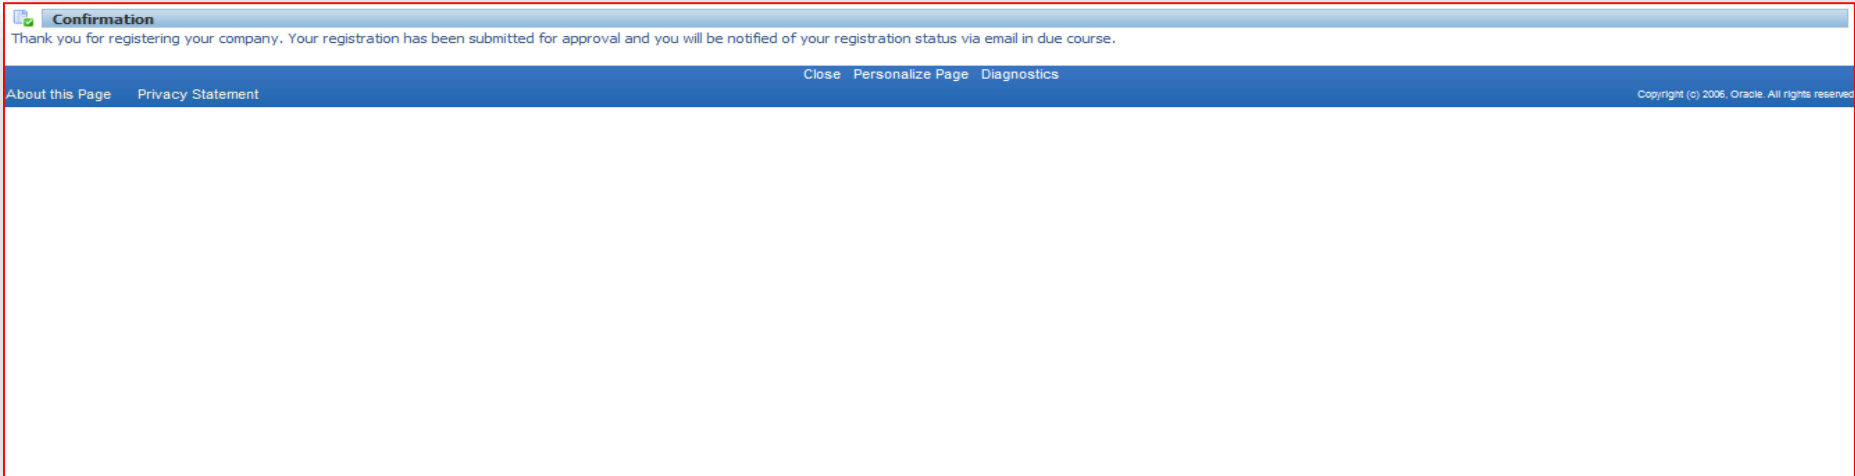 Confirmation
Thank you for registering your company. Your registration has been submitted for approval and you will be notified of your registration status via email in due course.
Close Personalize Page Diagnostics
About this Page Privacy Statement Copyright (c) 2006, Oracle. All rights reserved